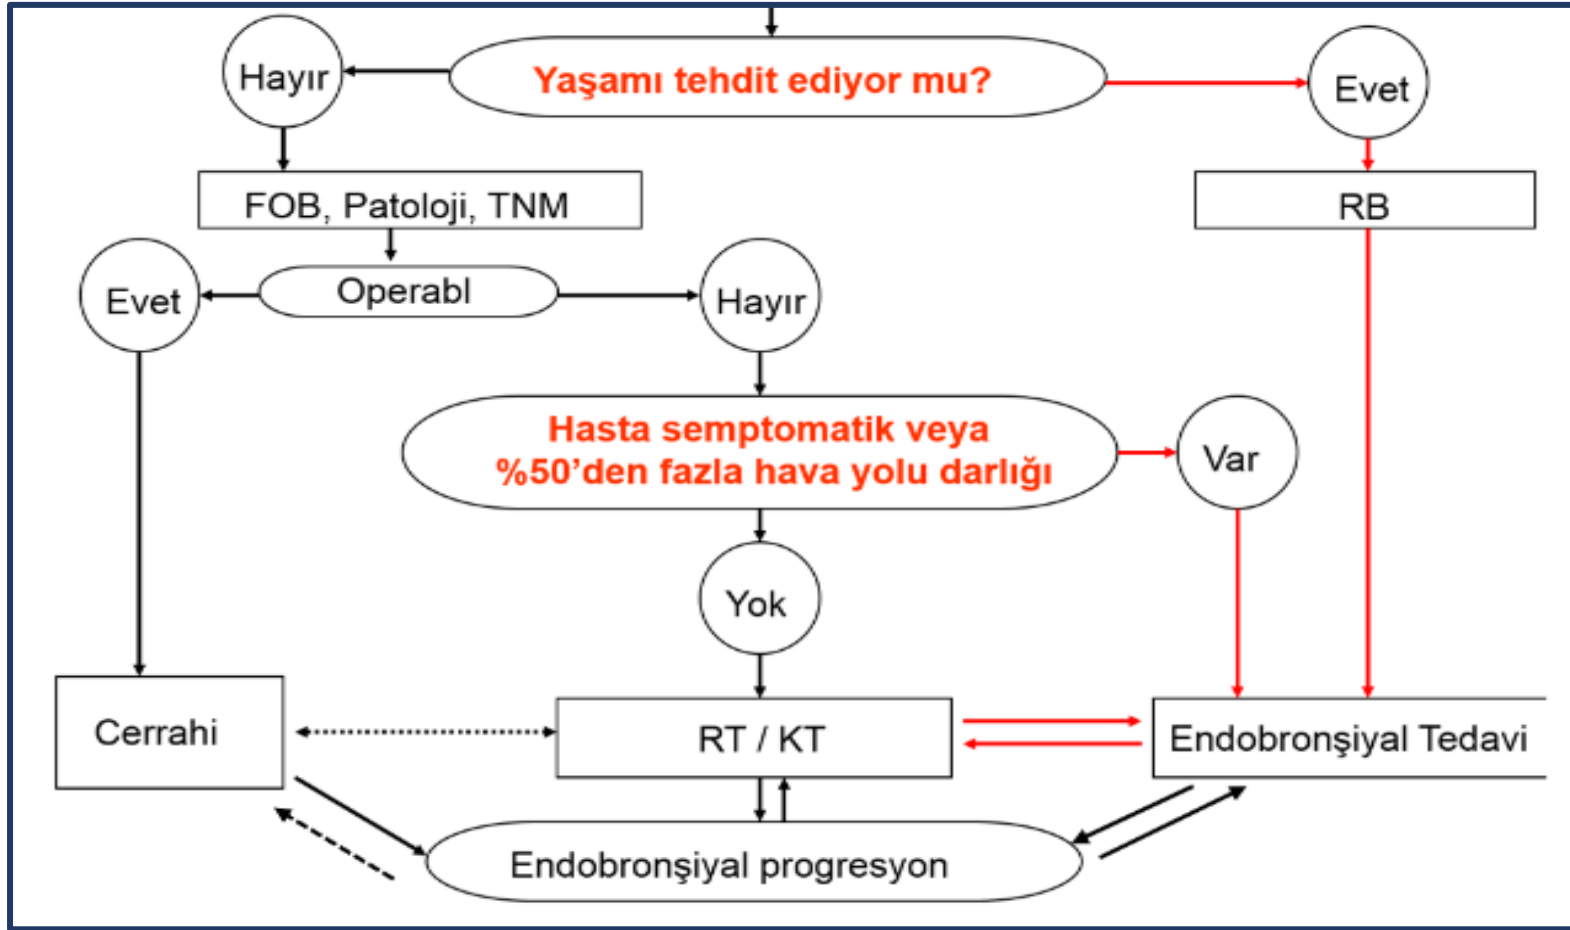 Yaşamı tehdit ediyor mu?
Hayır
Evet
FOB, Patoloji, TNM
RB
Evet
Operabl
Hayır
Hasta semptomatik veya
%50’den fazla hava yolu darlığı
Var
Yok
Cerrahi
RT / KT
Endobronşiyal Tedavi
Endobronşiyal progresyon